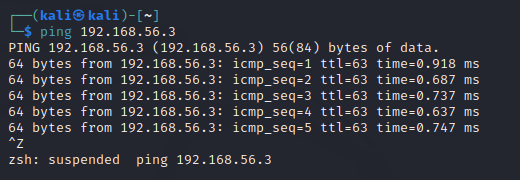 ┌──(kali㉿kali)-[~]
└─$ ping 192.168.56.3
PING 192.168.56.3 (192.168.56.3) 56(84) bytes of data.
64 bytes from 192.168.56.3: icmp_seq=1 ttl=63 time=0.918 ms
64 bytes from 192.168.56.3: icmp_seq=2 ttl=63 time=0.687 ms
64 bytes from 192.168.56.3: icmp_seq=3 ttl=63 time=0.737 ms
64 bytes from 192.168.56.3: icmp_seq=4 ttl=63 time=0.637 ms
64 bytes from 192.168.56.3: icmp_seq=5 ttl=63 time=0.747 ms
^Z
zsh: suspended  ping 192.168.56.3